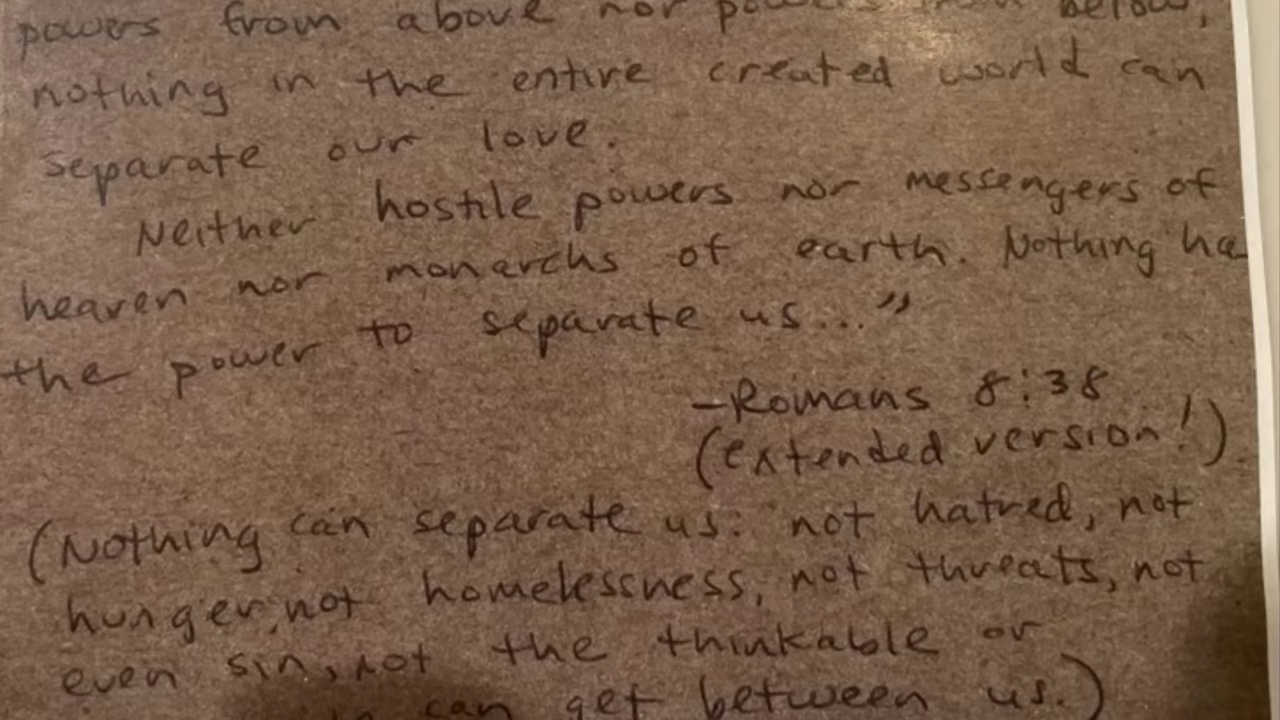 powers from above nor powers from below,
nothing in the entire created world can
separate our love.
Neither hostile powers nor messengers of
heaven nor monarchs of earth. Nothing ha
the power to separate us..."
-Romans 8:38
(extended version!)
(Nothing can separate us: not hatred, not
hunger, not homelessness, not threats, not
even sin, not the thinkable or
can get between us.)